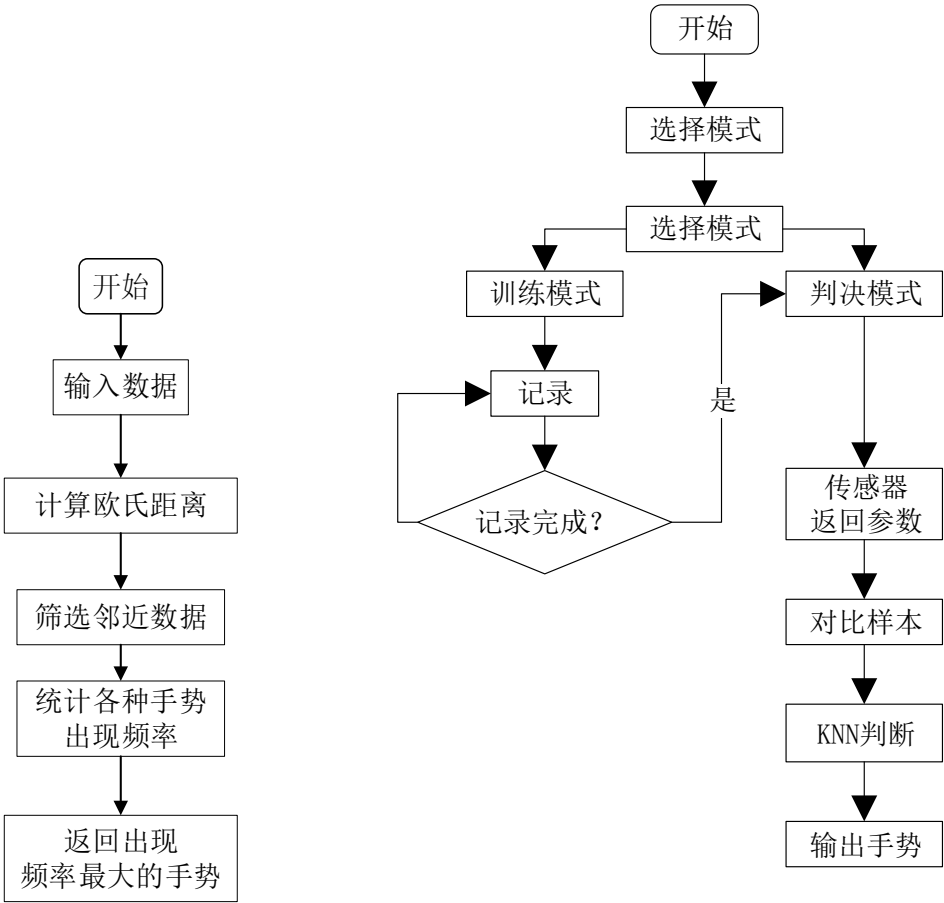 开始
输入数据
计算欧氏距离
筛选邻近数据
统计各种手势
出现频率
返回出现
频率最大的手势
开始
选择模式
选择模式
训练模式
判决模式
记录
是
记录完成?
传感器
返回参数
对比样本
KNN判断
输出手势